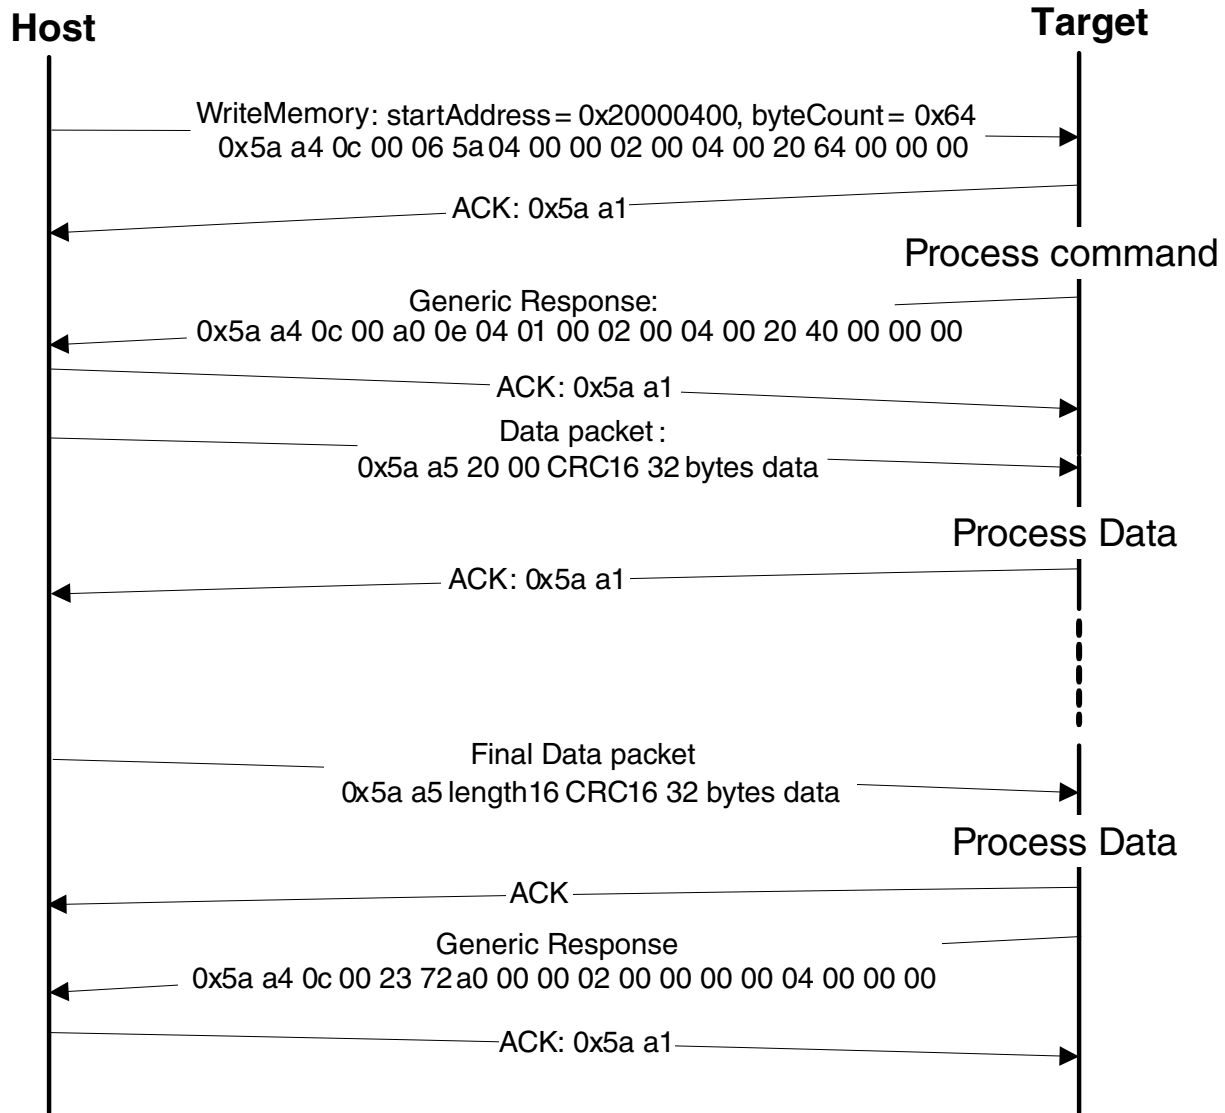 Host
Target
WriteMemory: startAddress = 0x20000400, byteCount = 0x64
0x5a a4 0c 00 06 5a 04 00 00 02 00 04 00 20 64 00 00 00
ACK: 0x5a a1
Process command
Generic Response:
0x5a a4 0c 00 a0 0e 04 01 00 02 00 04 00 20 40 00 00 00
ACK: 0x5a a1
Data packet :
0x5a a5 20 00 CRC16 32 bytes data
Process Data
ACK: 0x5a a1
Final Data packet
0x5a a5 length16 CRC16 32 bytes data
Process Data
ACK
Generic Response
0x5a a4 0c 00 23 72 a0 00 00 02 00 00 00 00 04 00 00 00
ACK: 0x5a a1